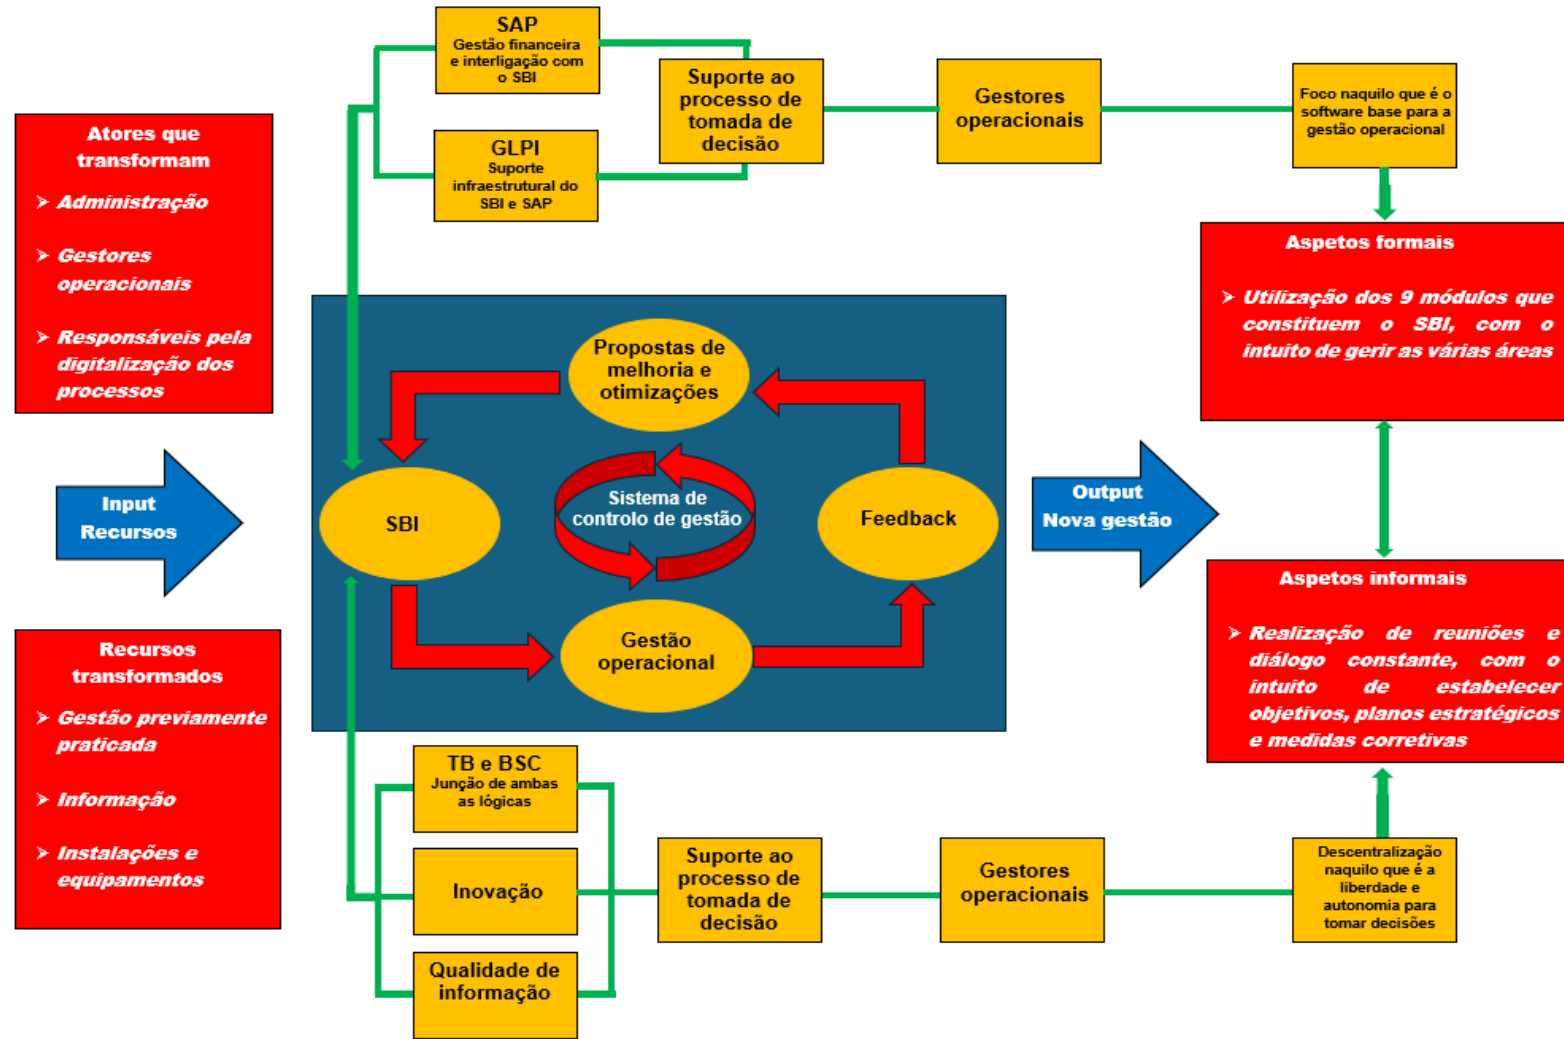 SAP
Gestão financeira
e interligação com
o SBI
GLPI
Suporte
infraestrutural do
SBI e SAP
Suporte ao
processo de
tomada de
decisão
Gestores
operacionais
Foco naquilo que é o
software base para a
gestão operacional
Atores que
transformam
➢ Administração
➢ Gestores
operacionais
➢ Responsáveis pela
digitalização dos
processos
Input
Recursos
Recursos
transformados
➢ Gestão previamente
praticada
➢ Informação
➢ Instalações e
equipamentos
Propostas de
melhoria e
otimizações
SBI
Sistema de
controlo de gestão
Feedback
Gestão
operacional
Output
Nova gestão
Aspetos formais
➢ Utilização dos 9 módulos que
constituem o SBI, com o
intuito de gerir as várias áreas
Aspetos informais
➢ Realização de reuniões e
diálogo constante, com o
intuito de estabelecer
objetivos, planos estratégicos
e medidas corretivas
TB e BSC
Junção de ambas
as lógicas
Inovação
Qualidade de
informação
Suporte ao
processo de
tomada de
decisão
Gestores
operacionais
Descentralização
naquilo que é a
liberdade e
autonomia para
tomar decisões